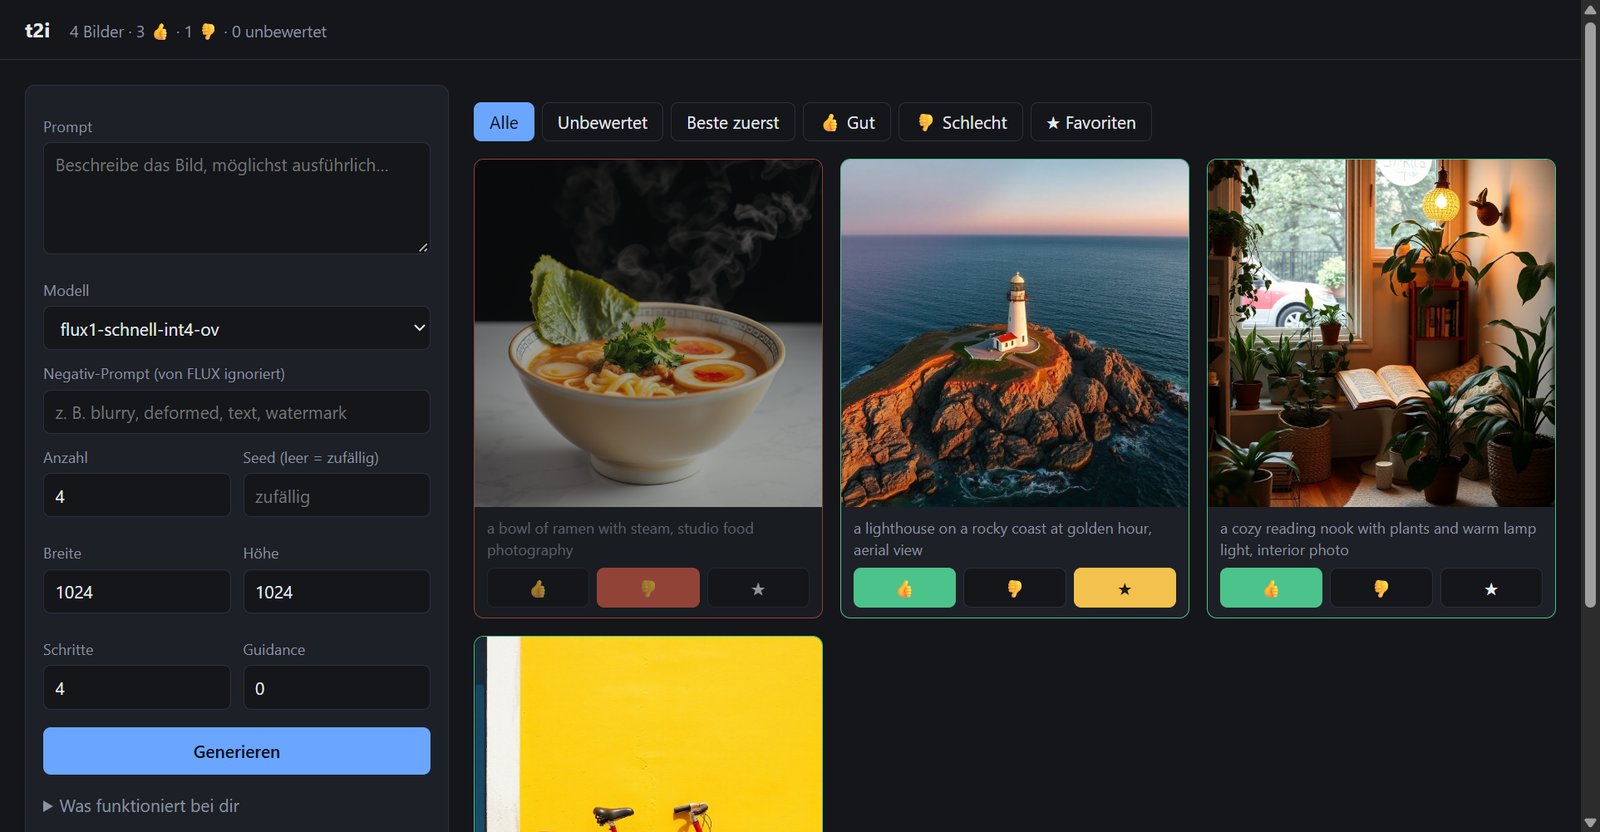 t2i 4 Bilder · 3 👍 · 1 👎 · 0 unbewertet
Prompt
Beschreibe das Bild, möglichst ausführlich...
Modell
flux1-schnell-int4-ov
Negativ-Prompt (von FLUX ignoriert)
z. B. blurry, deformed, text, watermark
Anzahl
Seed (leer = zufällig)
4
zufällig
Breite
Höhe
1024
1024
Schritte
Guidance
4
0
Generieren
▶ Was funktioniert bei dir
Alle
Unbewertet
Beste zuerst
👍 Gut
👎 Schlecht
★ Favoriten
a bowl of ramen with steam, studio food
photography
👍 👎 ★
a lighthouse on a rocky coast at golden hour,
aerial view
👍 👎 ★
a cozy reading nook with plants and warm lamp
light, interior photo
👍 👎 ★